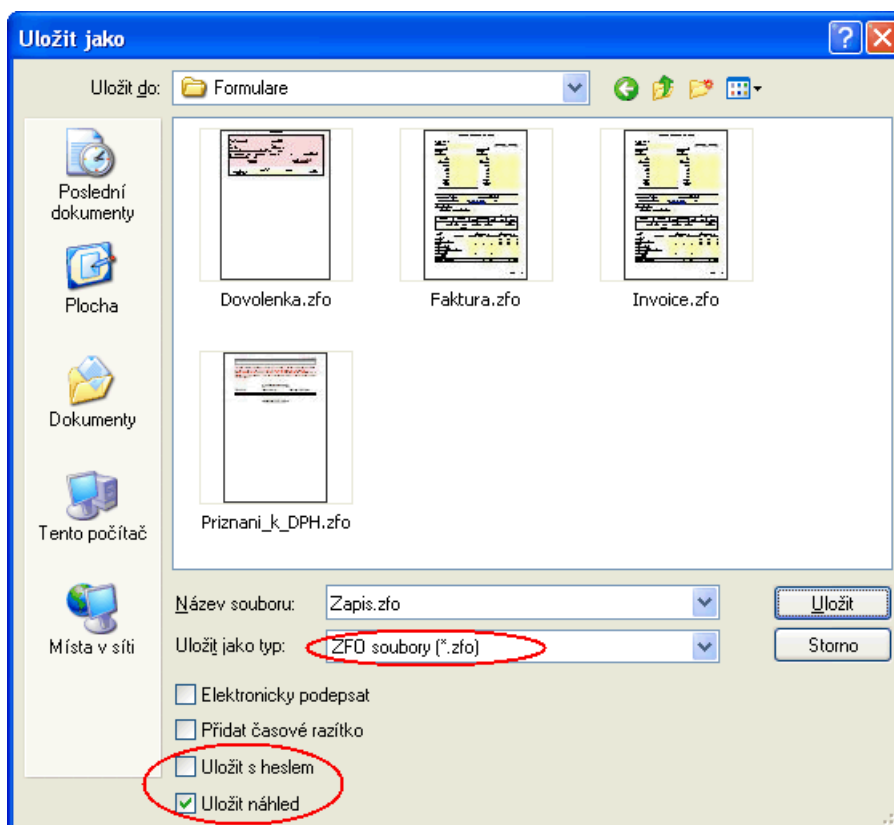 Uložit jako
Uložit do:
Formulare
Poslední
dokumenty
Plocha
Dokumenty
Tento počítač
Místa v síti
Dovolenka.zfo
Faktura.zfo
Invoice.zfo
Priznani_k_DPH.zfo
Název souboru:
Zapis.zfo
Uložit
Uložit jako typ:
ZFO soubory (*.zfo)
Storno
Elektronicky podepsat
Přidat časové razítko
Uložit s heslem
Uložit náhled